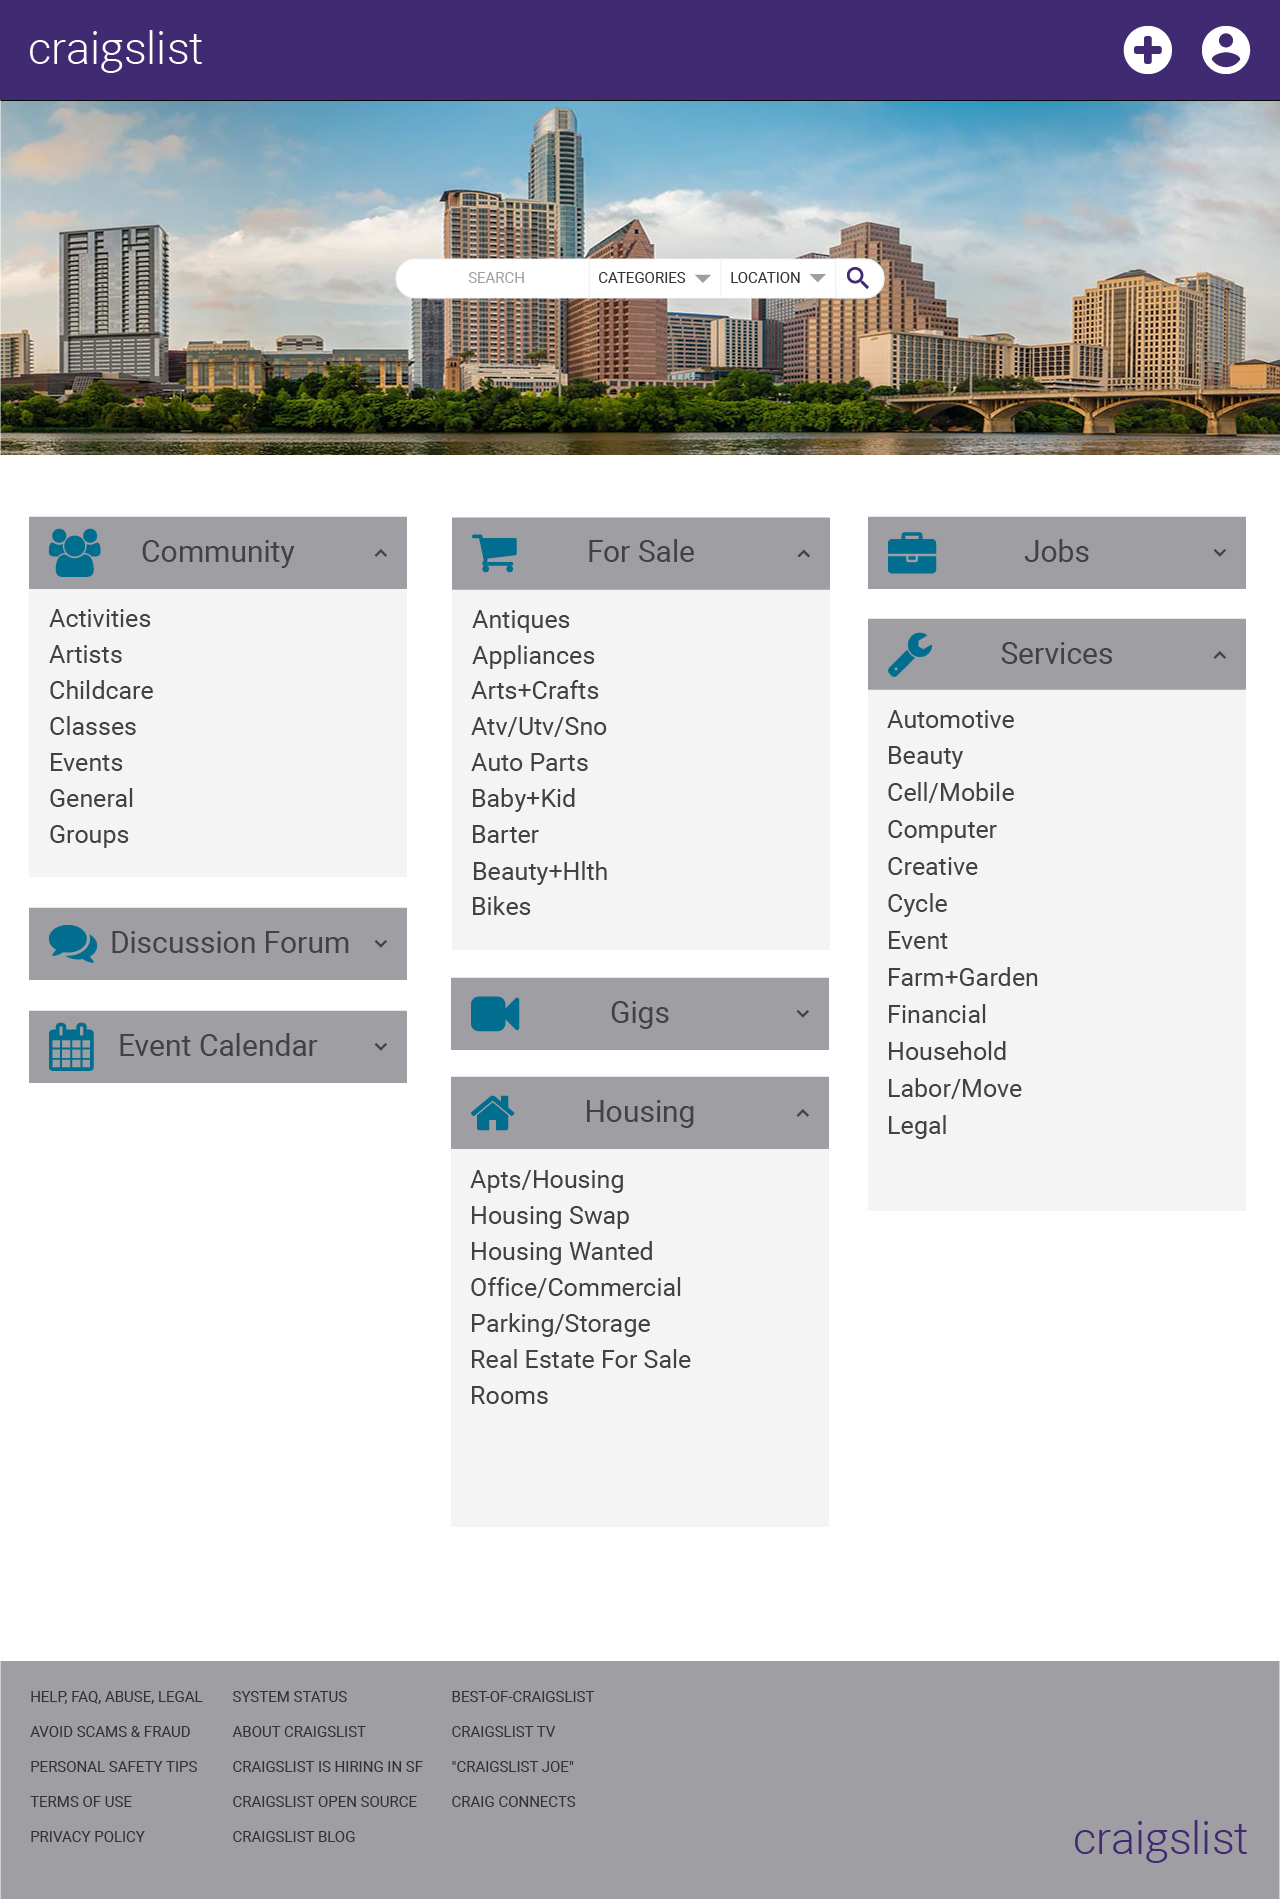 craigslist
SEARCH
CATEGORIES
LOCATION
Community
Activities
Artists
Childcare
Classes
Events
General
Groups
Discussion Forum
Event Calendar
For Sale
Antiques
Appliances
Arts+Crafts
Atv/Utv/Sno
Auto Parts
Baby+Kid
Barter
Beauty+Hlth
Bikes
Gigs
Housing
Apts/Housing
Housing Swap
Housing Wanted
Office/Commercial
Parking/Storage
Real Estate For Sale
Rooms
Jobs
Services
Automotive
Beauty
Cell/Mobile
Computer
Creative
Cycle
Event
Farm+Garden
Financial
Household
Labor/Move
Legal
HELP, FAQ, ABUSE, LEGAL
AVOID SCAMS & FRAUD
PERSONAL SAFETY TIPS
TERMS OF USE
PRIVACY POLICY
SYSTEM STATUS
ABOUT CRAIGSLIST
CRAIGSLIST IS HIRING IN SF
CRAIGSLIST OPEN SOURCE
CRAIGSLIST BLOG
BEST-OF-CRAIGSLIST
CRAIGSLIST TV
"CRAIGSLIST JOE"
CRAIG CONNECTS
craigslist